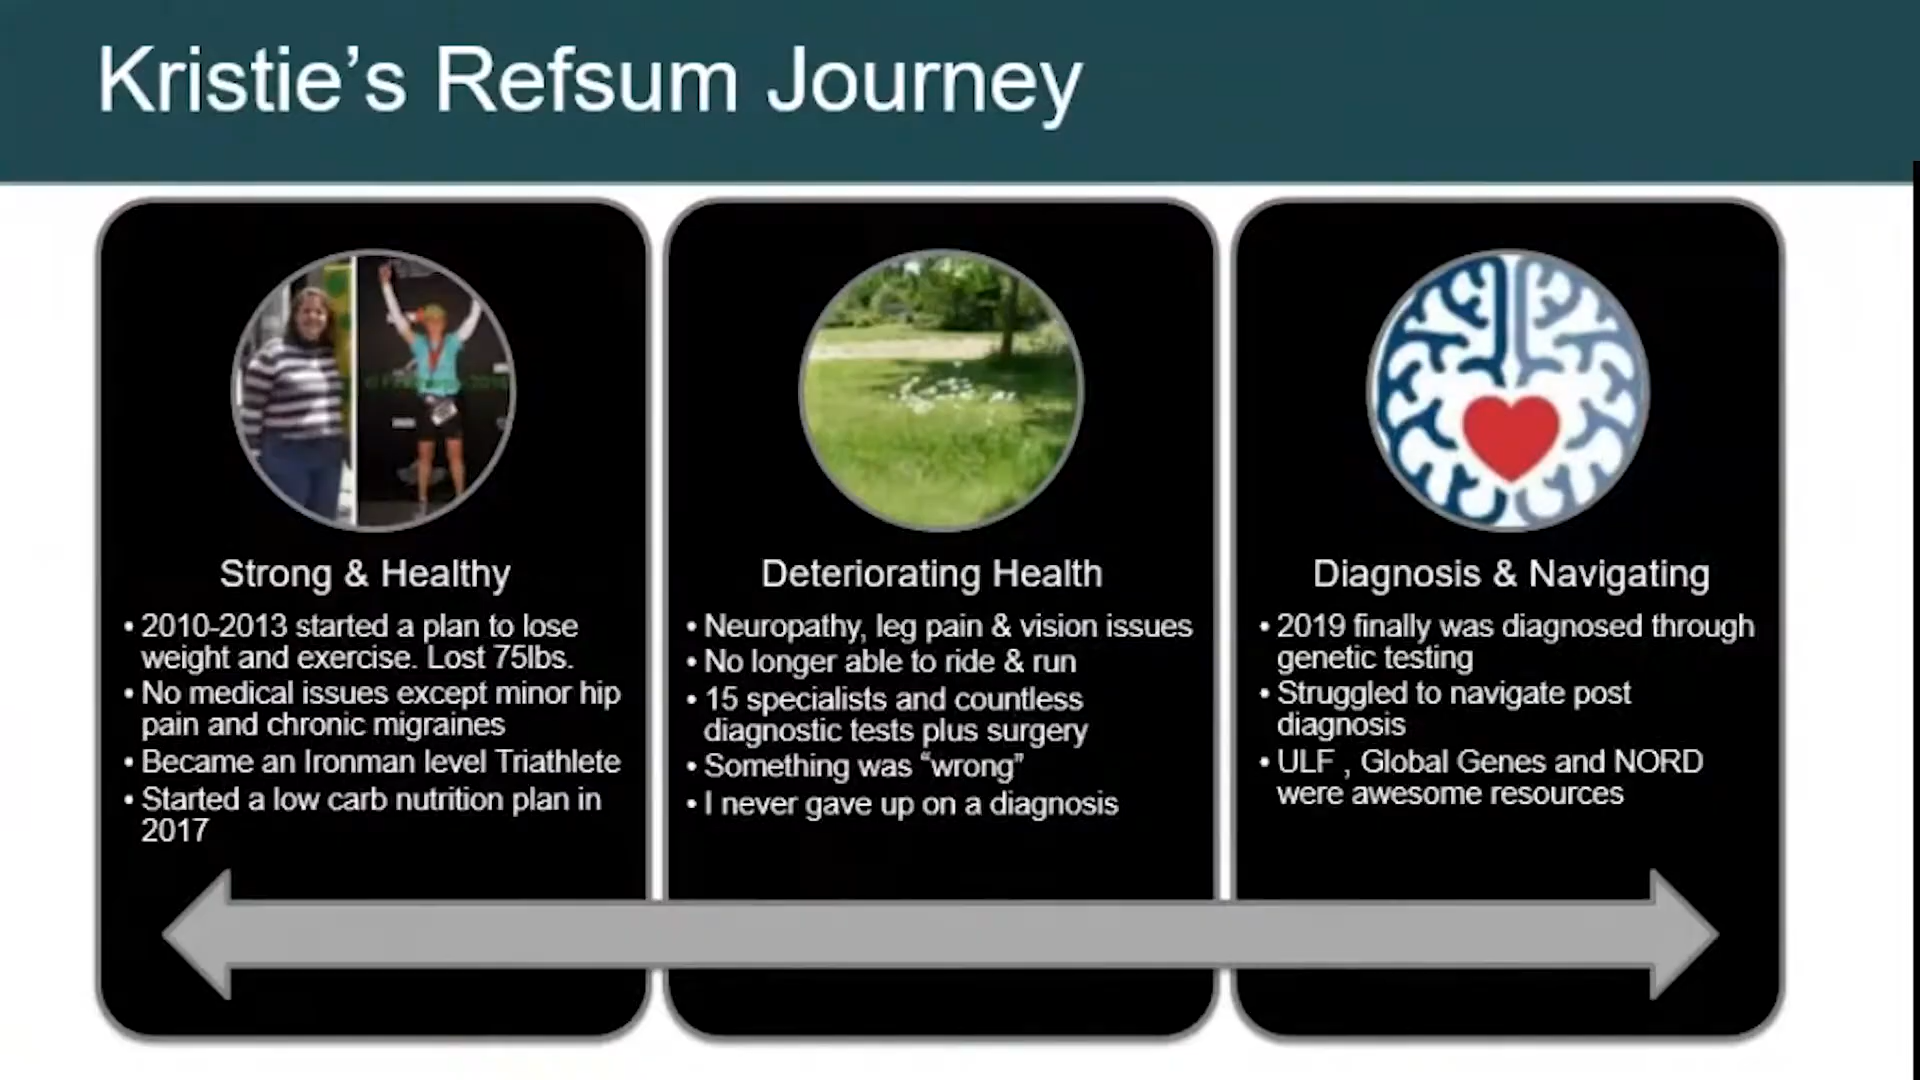 Kristie’s Refsum Journey
Strong & Healthy
• 2010-2013 started a plan to lose
weight and exercise. Lost 75lbs.
• No medical issues except minor hip
pain and chronic migraines
• Became an Ironman level Triathlete
• Started a low carb nutrition plan in
2017
Deteriorating Health
• Neuropathy, leg pain & vision issues
• No longer able to ride & run
• 15 specialists and countless
diagnostic tests plus surgery
• Something was “wrong”
• I never gave up on a diagnosis
Diagnosis & Navigating
• 2019 finally was diagnosed through
genetic testing
• Struggled to navigate post
diagnosis
• ULF , Global Genes and NORD
were awesome resources